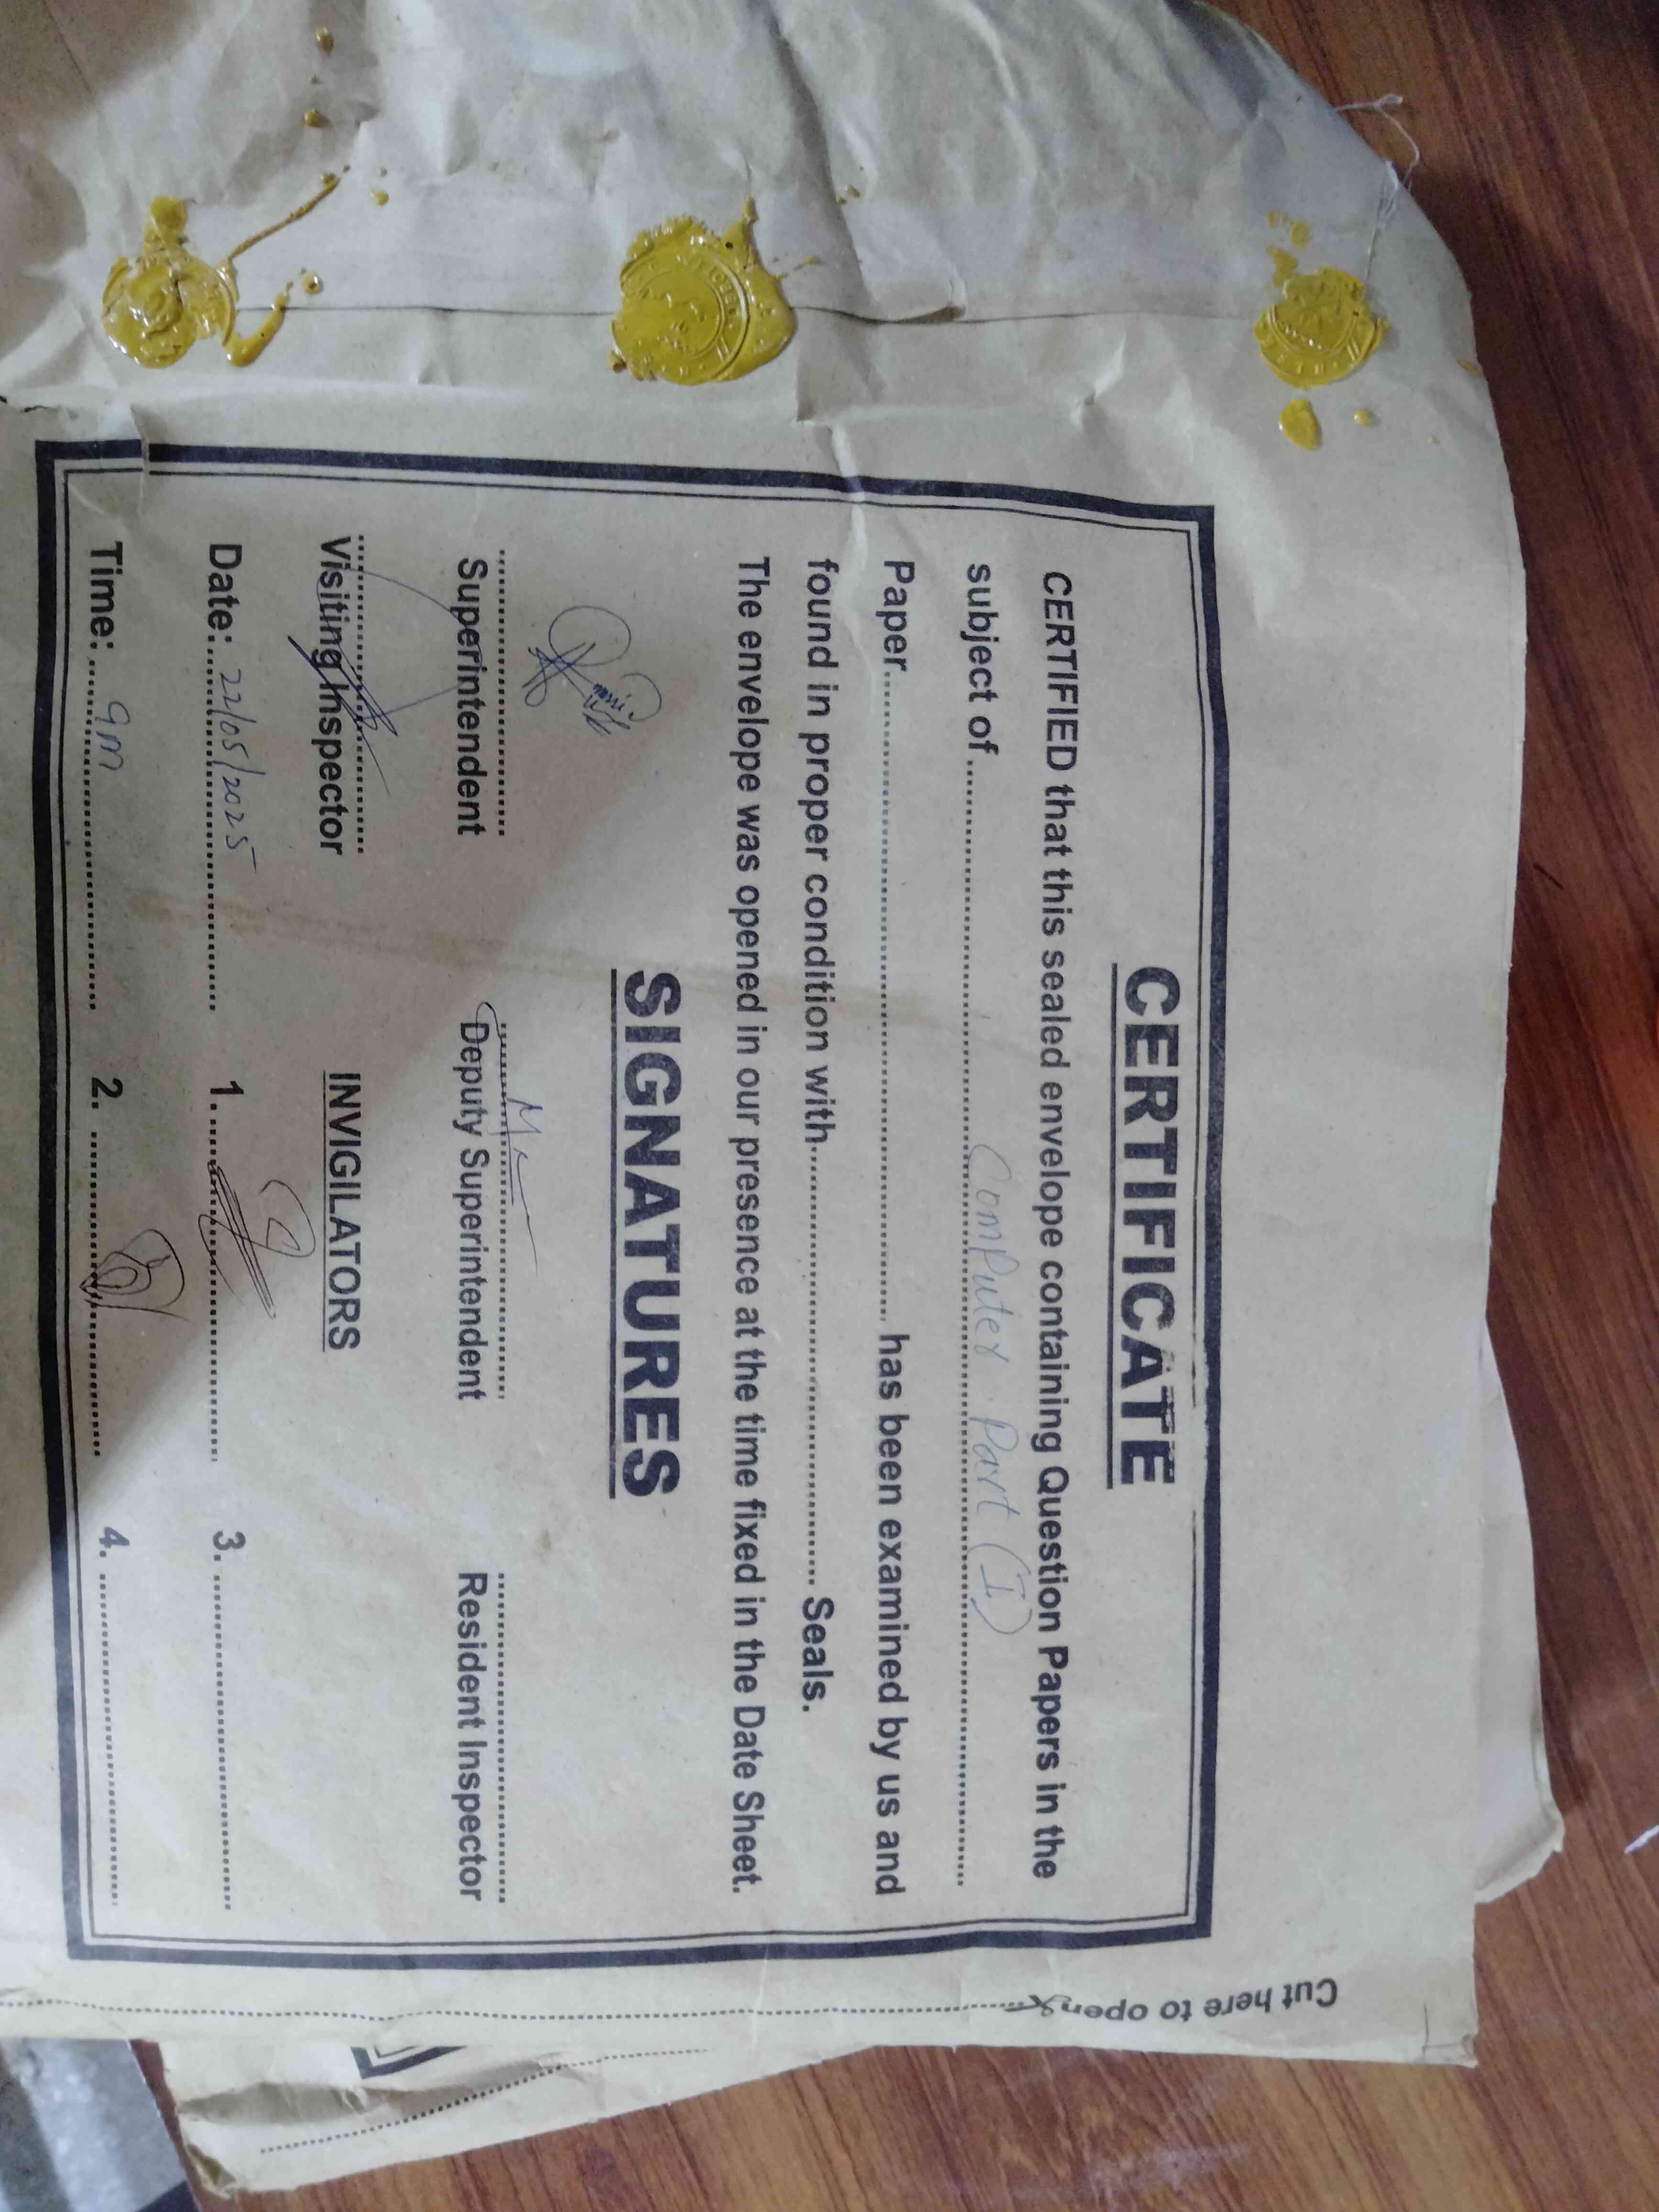 CERTIFICATE
CERTIFIED that this sealed envelope containing Question Papers in the
subject of .......... Computer Part (I) ..........
Paper.................... has been examined by us and
found in proper condition with.................... Seals.
The envelope was opened in our presence at the time fixed in the Date Sheet.
SIGNATURES
Superintendent Deputy Superintendent Resident Inspector
Visiting Inspector INVIGILATORS
Date: 22/05/2025 1. 3.
Time: 9m 2. 4.
Cut here to open